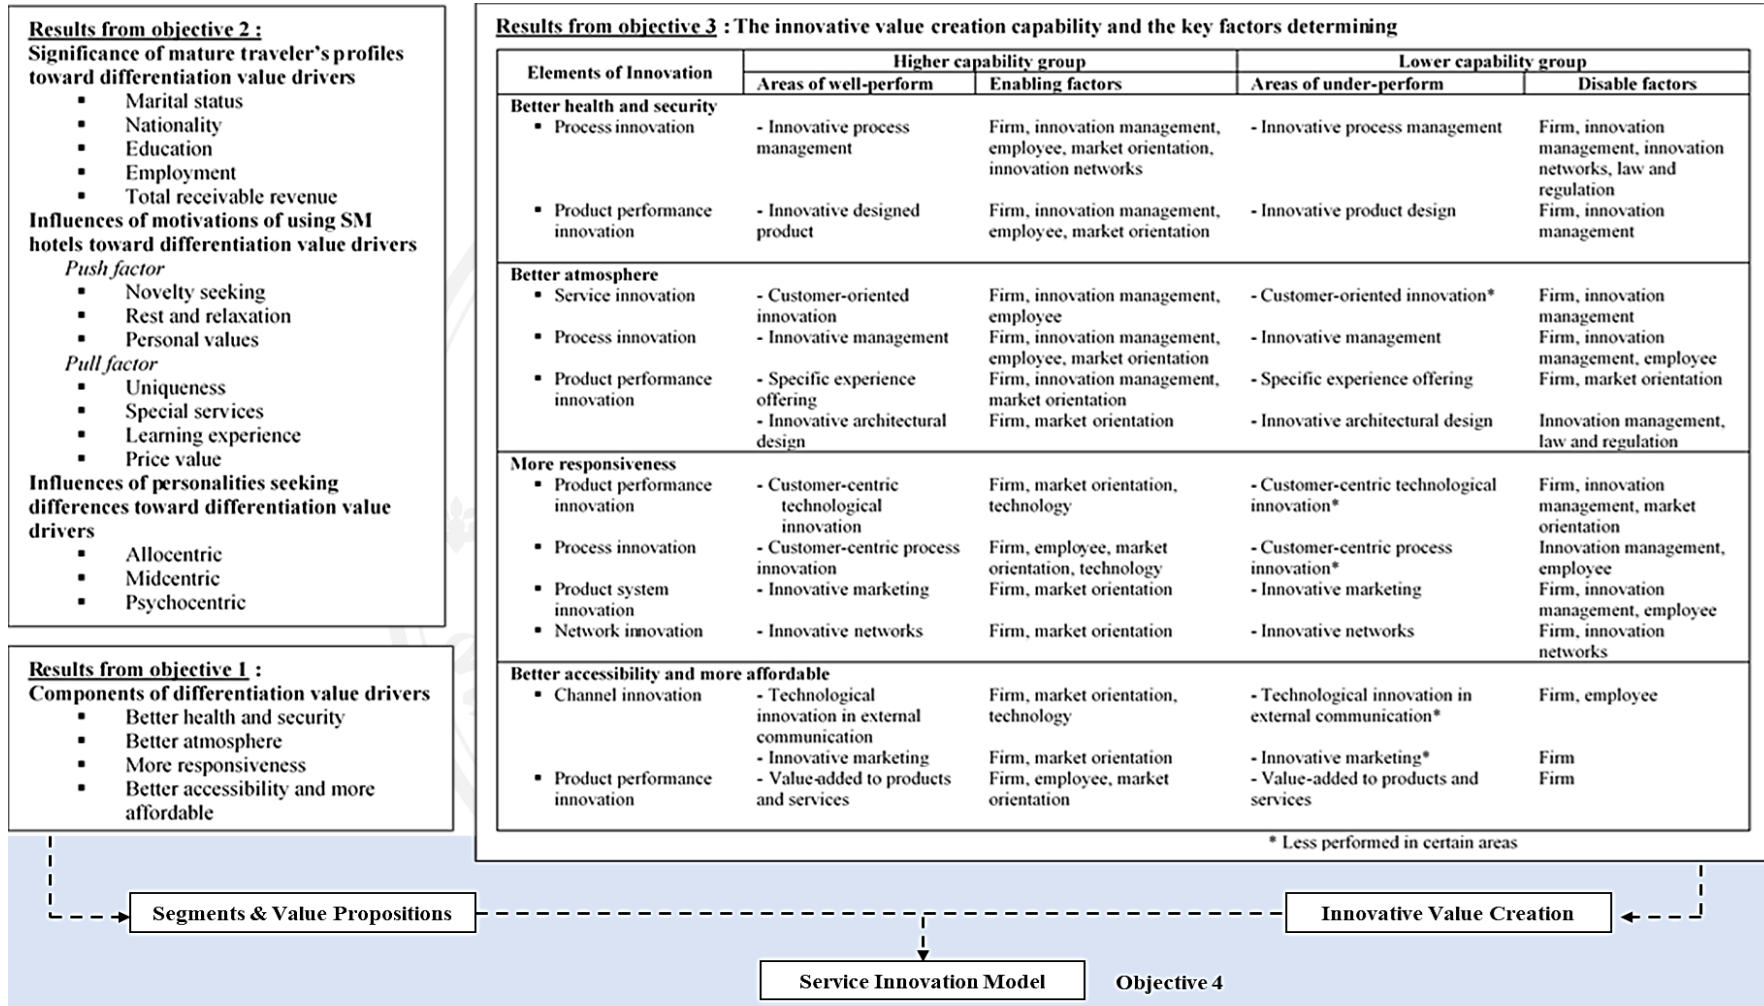 Results from objective 2 :
Significance of mature traveler's profiles
toward differentiation value drivers
▪ Marital status
▪ Nationality
▪ Education
▪ Employment
▪ Total receivable revenue
Influences of motivations of using SM
hotels toward differentiation value drivers
Push factor
▪ Novelty seeking
▪ Rest and relaxation
▪ Personal values
Pull factor
▪ Uniqueness
▪ Special services
▪ Learning experience
▪ Price value
Influences of personalities seeking
differences toward differentiation value
drivers
▪ Allocentric
▪ Midcentric
▪ Psychocentric
Results from objective 1 :
Components of differentiation value drivers
▪ Better health and security
▪ Better atmosphere
▪ More responsiveness
▪ Better accessibility and more
affordable
Results from objective 3 : The innovative value creation capability and the key factors determining
Elements of Innovation Higher capability group Lower capability group
Areas of well-perform Enabling factors Areas of under-perform Disable factors
Better health and security
▪ Process innovation - Innovative process Firm, innovation management, - Innovative process management Firm, innovation
management employee, market orientation, management, innovation
innovation networks networks, law and
regulation
▪ Product performance - Innovative designed Firm, innovation management, - Innovative product design Firm, innovation
innovation product employee, market orientation management
Better atmosphere
▪ Service innovation - Customer-oriented Firm, innovation management, - Customer-oriented innovation* Firm, innovation
innovation employee management
▪ Process innovation - Innovative management Firm, innovation management, - Innovative management Firm, innovation
employee, market orientation management, employee
▪ Product performance - Specific experience Firm, innovation management, - Specific experience offering Firm, market orientation
innovation offering market orientation
- Innovative architectural Firm, market orientation - Innovative architectural design Innovation management,
design law and regulation
More responsiveness
▪ Product performance - Customer-centric Firm, market orientation, - Customer-centric technological Firm, innovation
innovation technological technology innovation* management, market
innovation orientation
▪ Process innovation - Customer-centric process Firm, employee, market - Customer-centric process Innovation management,
innovation orientation, technology innovation* employee
▪ Product system - Innovative marketing Firm, market orientation - Innovative marketing Firm, innovation
innovation management, employee
▪ Network innovation - Innovative networks Firm, market orientation - Innovative networks Firm, innovation
networks
Better accessibility and more affordable
▪ Channel innovation - Technological Firm, market orientation, - Technological innovation in Firm, employee
innovation in external technology external communication*
communication
- Innovative marketing Firm, market orientation - Innovative marketing* Firm
▪ Product performance - Value-added to products Firm, employee, market - Value-added to products and Firm
innovation and services orientation services
* Less performed in certain areas
Segments & Value Propositions
Innovative Value Creation
Service Innovation Model Objective 4